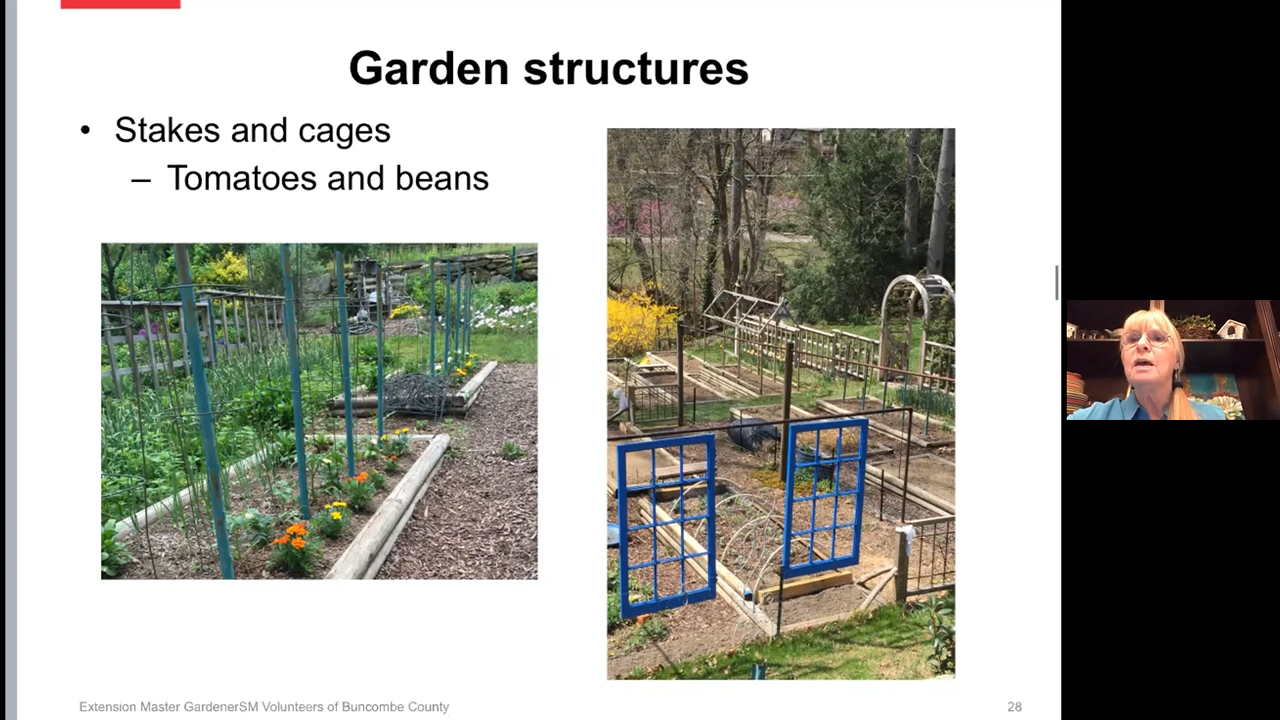 Garden structures
• Stakes and cages
– Tomatoes and beans
Extension Master GardenerSM Volunteers of Buncombe County
28